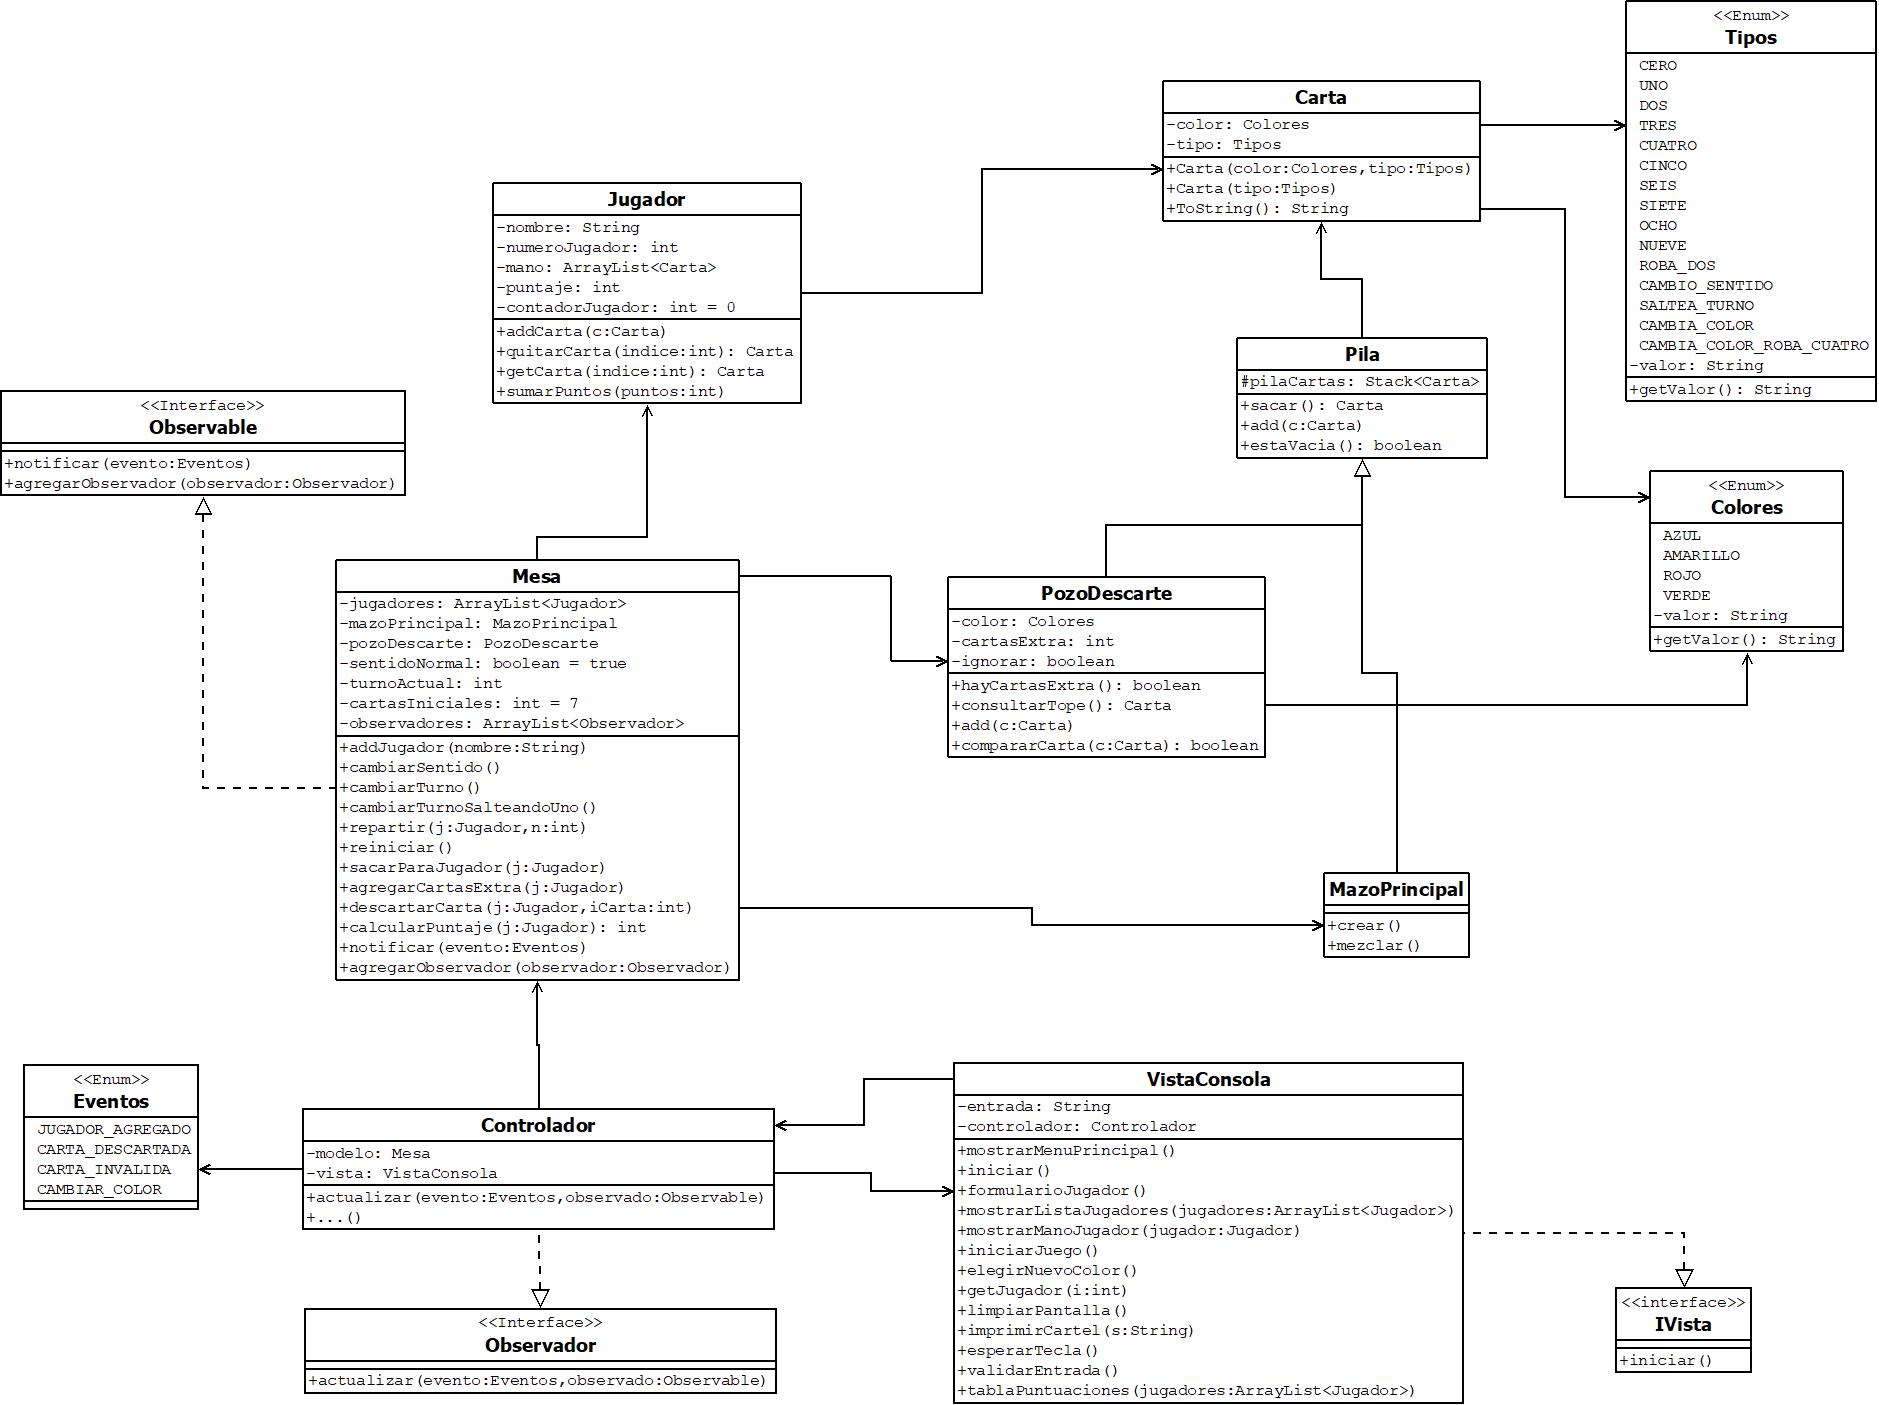 <<Enum>>
Tipos
CERO
UNO
DOS
TRES
CUATRO
CINCO
SEIS
SIETE
OCHO
NUEVE
ROBA_DOS
CAMBIO_SENTIDO
SALTEA_TURNO
CAMBIA_COLOR
CAMBIA_COLOR_ROBA_CUATRO
-valor: String
+getValor(): String
Carta
-color: Colores
-tipo: Tipos
+Carta(color:Colores,tipo:Tipos)
+Carta(tipo:Tipos)
+ToString(): String
Jugador
-nombre: String
-numeroJugador: int
-mano: ArrayList<Carta>
-puntaje: int
-contadorJugador: int = 0
+addCarta(c:Carta)
+quitarCarta(indice:int): Carta
+getCarta(indice:int): Carta
+sumarPuntos(puntos:int)
Pila
#pilaCartas: Stack<Carta>
+sacar(): Carta
+add(c:Carta)
+estaVacia(): boolean
<<Interface>>
Observable
+notificar(evento:Eventos)
+agregarObservador(observador:Observador)
<<Enum>>
Colores
AZUL
AMARILLO
ROJO
VERDE
-valor: String
+getValor(): String
Mesa
-jugadores: ArrayList<Jugador>
-mazoPrincipal: MazoPrincipal
-pozoDescarte: PozoDescarte
-sentidoNormal: boolean = true
-turnoActual: int
-cartasIniciales: int = 7
-observadores: ArrayList<Observador>
+addJugador(nombre:String)
+cambiarSentido()
+cambiarTurno()
+cambiarTurnoSalteandoUno()
+repartir(j:Jugador,n:int)
+reiniciar()
+sacarParaJugador(j:Jugador)
+agregarCartasExtra(j:Jugador)
+descartarCarta(j:Jugador,iCarta:int)
+calcularPuntaje(j:Jugador): int
+notificar(evento:Eventos)
+agregarObservador(observador:Observador)
PozoDescarte
-color: Colores
-cartasExtra: int
-ignorar: boolean
+hayCartasExtra(): boolean
+consultarTope(): Carta
+add(c:Carta)
+compararCarta(c:Carta): boolean
MazoPrincipal
+crear()
+mezclar()
<<Enum>>
Eventos
JUGADOR_AGREGADO
CARTA_DESCARTADA
CARTA_INVALIDA
CAMBIAR_COLOR
Controlador
-modelo: Mesa
-vista: VistaConsola
+actualizar(evento:Eventos,observado:Observable)
+...()
VistaConsola
-entrada: String
-controlador: Controlador
+mostrarMenuPrincipal()
+iniciar()
+formularioJugador()
+mostrarListaJugadores(jugadores:ArrayList<Jugador>)
+mostrarManoJugador(jugador:Jugador)
+iniciarJuego()
+elegirNuevoColor()
+getJugador(i:int)
+limpiarPantalla()
+imprimirCartel(s:String)
+esperarTecla()
+validarEntrada()
+tablaPuntuaciones(jugadores:ArrayList<Jugador>)
<<Interface>>
Observador
+actualizar(evento:Eventos,observado:Observable)
<<interface>>
IVista
+iniciar()